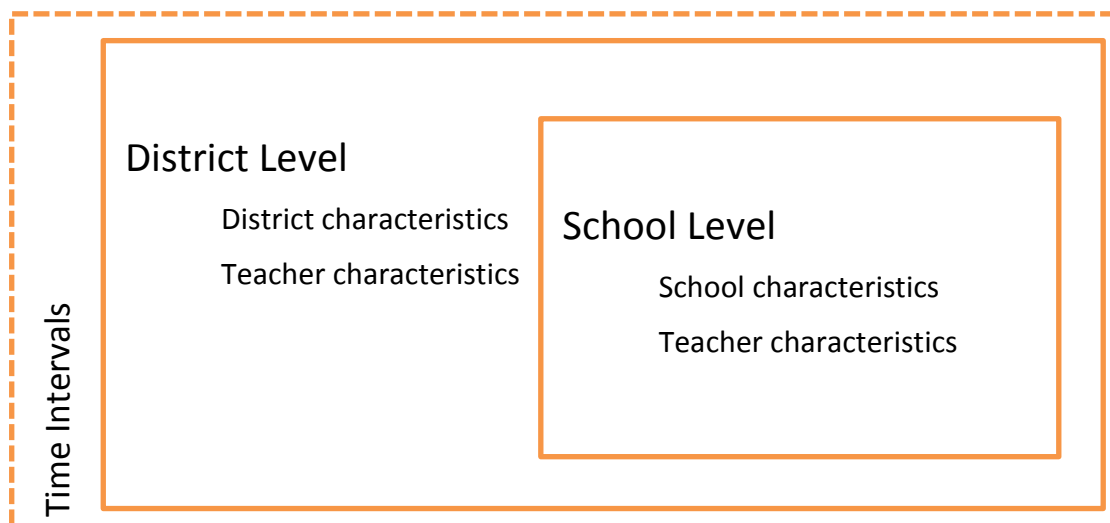 District Level
District characteristics
Teacher characteristics
School Level
School characteristics
Teacher characteristics
Time Intervals